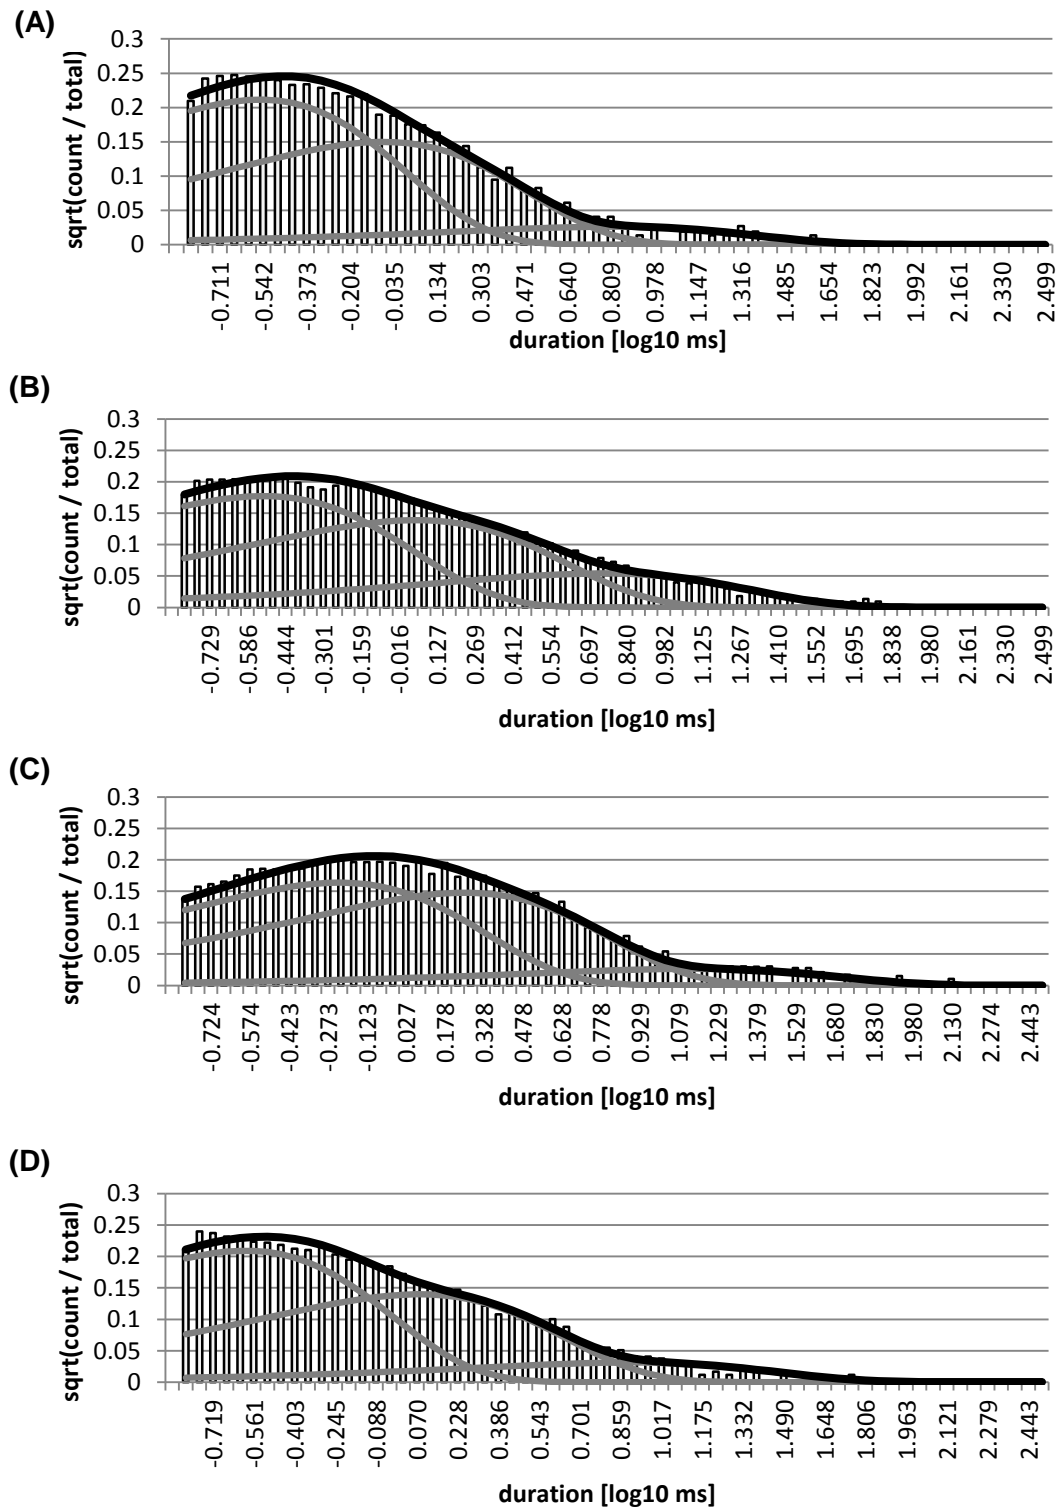 (A)
sqrt(count / total)
0.3
0.25
0.2
0.15
0.1
0.05
0
-0.711 -0.542 -0.373 -0.204 -0.035 0.134 0.303 0.471 0.640 0.809 0.978 1.147 1.316 1.485 1.654 1.823 1.992 2.161 2.330 2.499
duration [log10 ms]
(B)
sqrt(count / total)
0.3
0.25
0.2
0.15
0.1
0.05
0
-0.729 -0.586 -0.444 -0.301 -0.159 -0.016 0.127 0.269 0.412 0.554 0.697 0.840 0.982 1.125 1.267 1.410 1.552 1.695 1.838 1.980 2.161 2.330 2.499
duration [log10 ms]
(C)
sqrt(count / total)
0.3
0.25
0.2
0.15
0.1
0.05
0
-0.724 -0.574 -0.423 -0.273 -0.123 0.027 0.178 0.328 0.478 0.628 0.778 0.929 1.079 1.229 1.379 1.529 1.680 1.830 1.980 2.130 2.274 2.443
duration [log10 ms]
(D)
sqrt(count / total)
0.3
0.25
0.2
0.15
0.1
0.05
0
-0.719 -0.561 -0.403 -0.245 -0.088 0.070 0.228 0.386 0.543 0.701 0.859 1.017 1.175 1.332 1.490 1.648 1.806 1.963 2.121 2.279 2.443
duration [log10 ms]